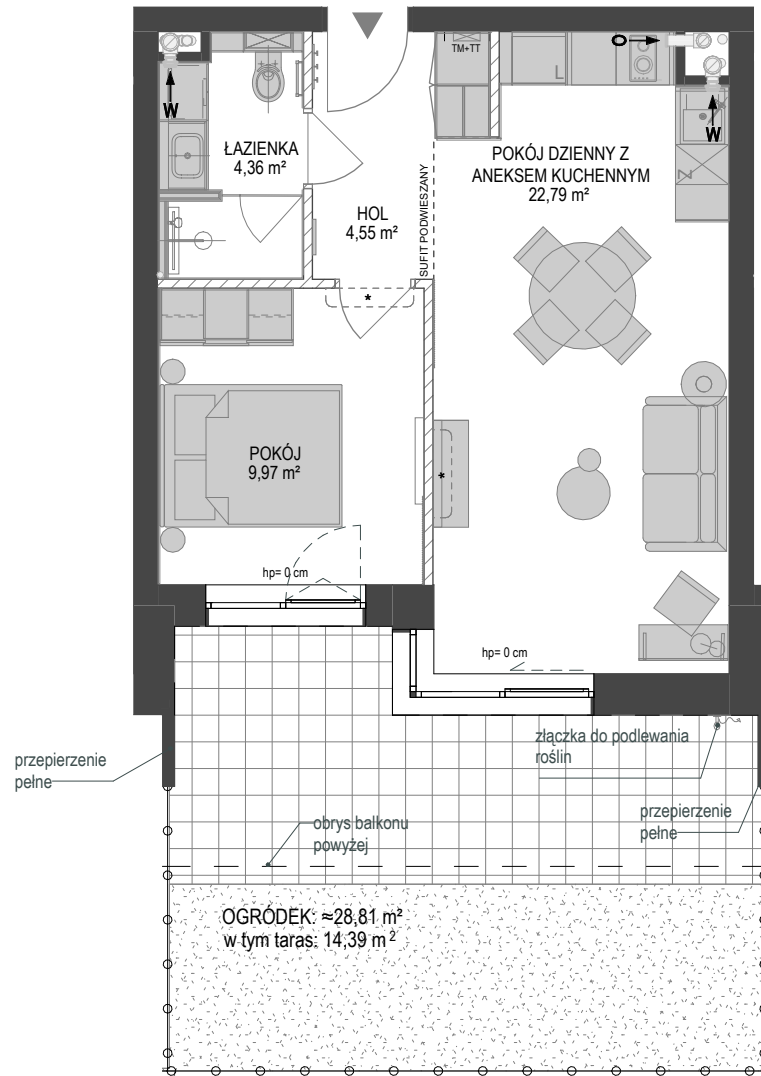 TM+TT
L
O
W
W
Z
ŁAZIENKA
4,36 m²
POKÓJ DZIENNY Z
ANEKSEM KUCHENNYM
22,79 m²
HOL
4,55 m²
SUFIT PODWIESZANY
*
POKÓJ
9,97 m²
*
hp= 0 cm
hp= 0 cm
przepierzenie
pełne
złączka do podlewania
roślin
przepierzenie
pełne
obrys balkonu
powyżej
OGRÓDEK: ≈28,81 m²
w tym taras: 14,39 m²